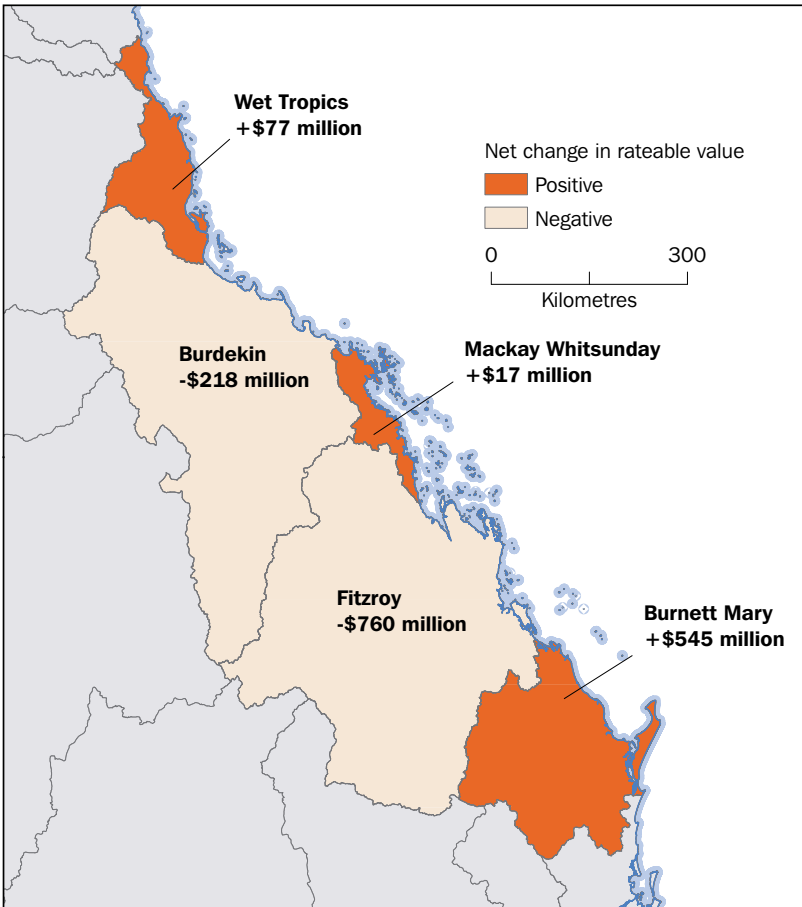 Wet Tropics
+$77 million
Net change in rateable value
Positive
Negative
0 300
Kilometres
Burdekin
-$218 million
Mackay Whitsunday
+$17 million
Fitzroy
-$760 million
Burnett Mary
+$545 million